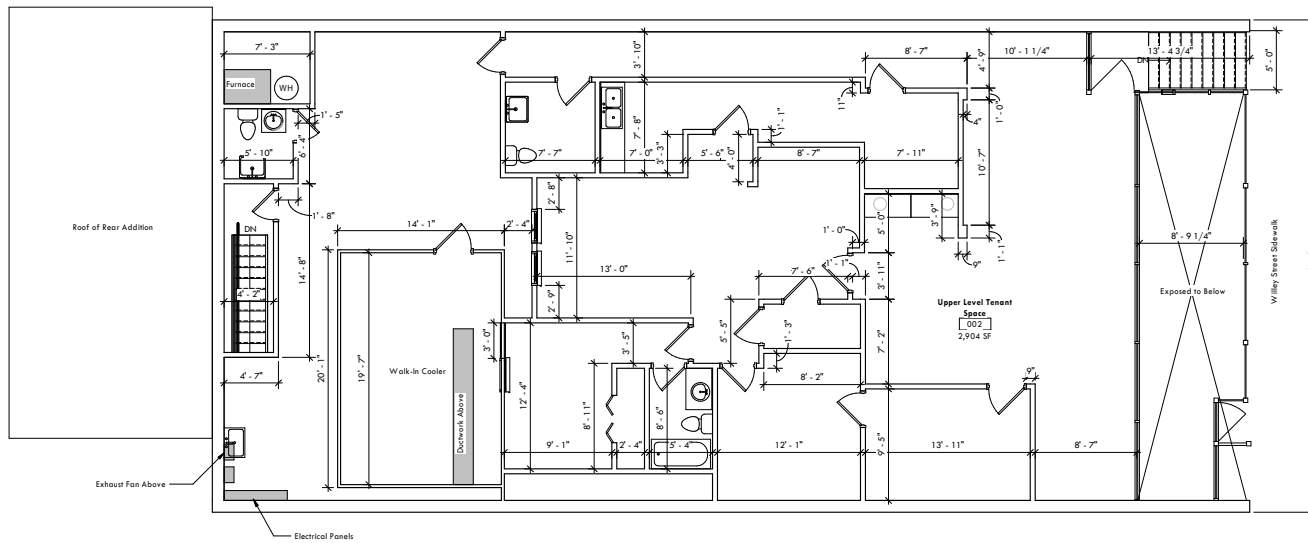 7' - 3"
Furnace
WH
1' - 5"
6' - 4"
5' - 10"
1' - 8"
DN
14' - 8"
4' - 2"
4' - 7"
Roof of Rear Addition
Exhaust Fan Above
Electrical Panels
14' - 1"
2' - 4"
20' - 1"
19' - 7"
Walk-In Cooler
Ductwork Above
3' - 0"
12' - 4"
3' - 10"
7' - 8"
7' - 7"
7' - 0"
3' - 3"
5' - 6"
4' - 0"
1' - 1"
11"
8' - 7"
8' - 7"
7' - 11"
4' - 9"
10' - 1 1/4"
13' - 4 3/4"
DN
5' - 0"
1' - 0"
4"
10' - 7"
2' - 8"
11' - 10"
13' - 0"
2' - 9"
1' - 0"
5' - 0"
3' - 9"
1' - 1"
9"
1' - 1"
3' - 11"
7' - 6"
8' - 9 1/4"
Exposed to Below
Willey Street Sidewalk
Upper Level Tenant
Space
002
2,904 SF
7' - 2"
5' - 5"
1' - 3"
8' - 2"
3' - 5"
8' - 11"
8' - 6"
9' - 1"
2' - 4"
5' - 4"
12' - 1"
9' - 5"
13' - 11"
9"
8' - 7"